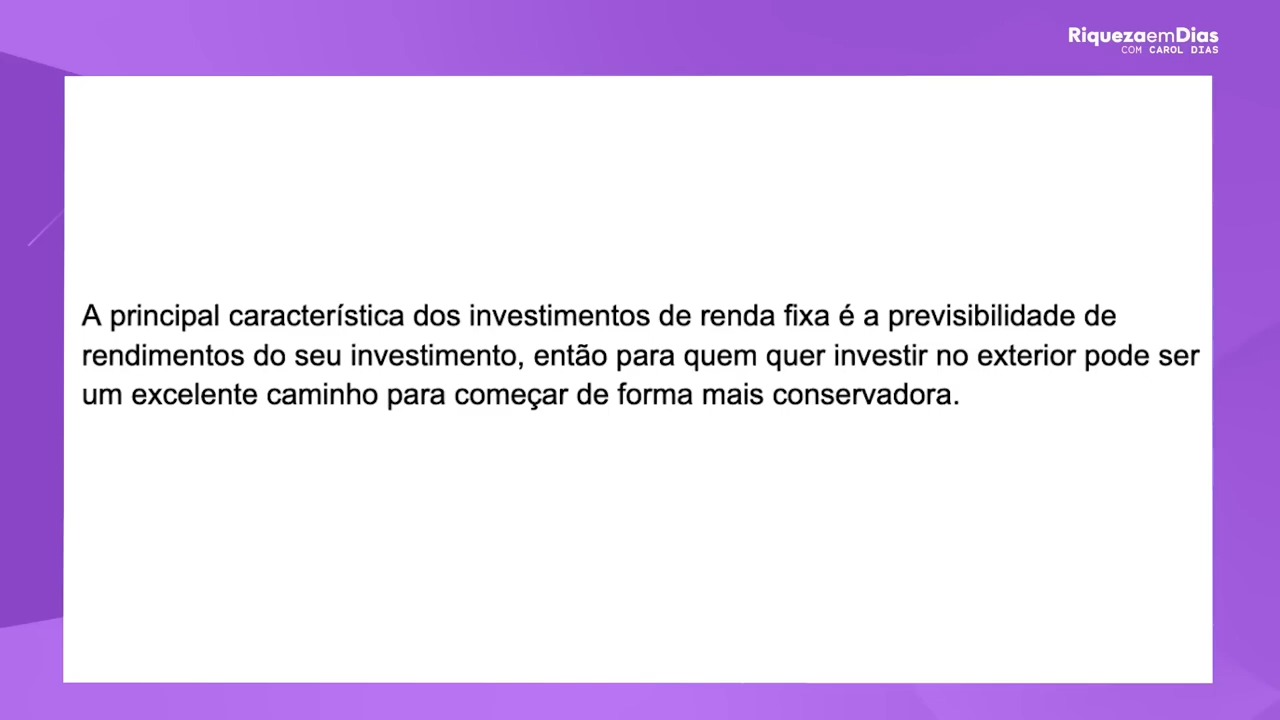 RiquezaemDias
COM CAROL DIAS
A principal característica dos investimentos de renda fixa é a previsibilidade de
rendimentos do seu investimento, então para quem quer investir no exterior pode ser
um excelente caminho para começar de forma mais conservadora.